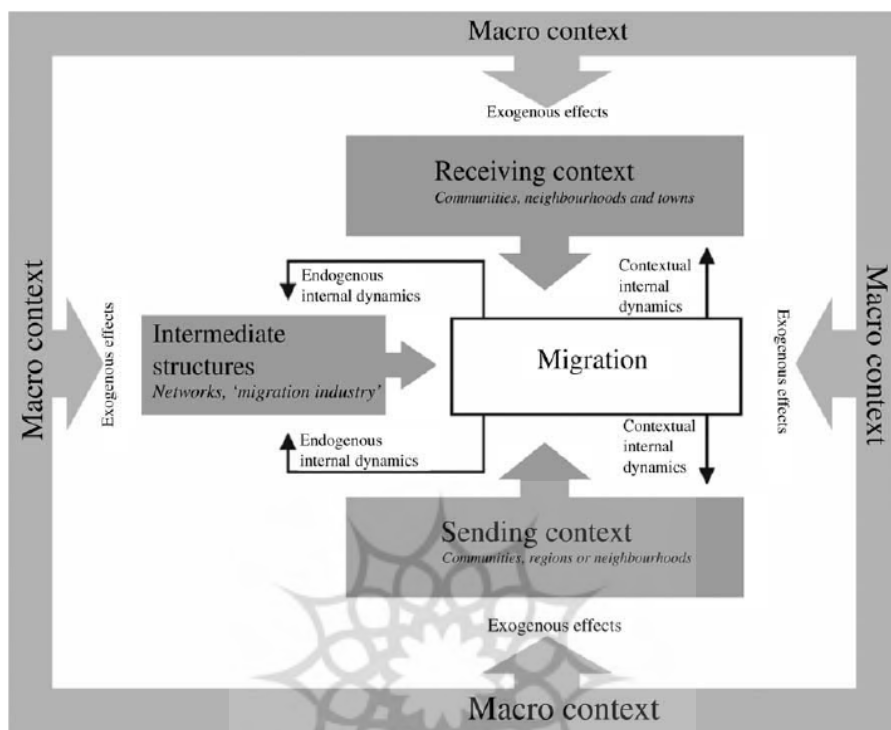 Macro context
Exogenous effects
Receiving context
Communities, neighbourhoods and towns
Macro context
Exogenous effects
Endogenous
internal dynamics
Contextual
internal
dynamics
Intermediate
structures
Networks, 'migration industry'
Migration
Exogenous effects
Macro context
Endogenous
internal dynamics
Contextual
internal
dynamics
Sending context
Communities, regions or neighbourhoods
Exogenous effects
Macro context